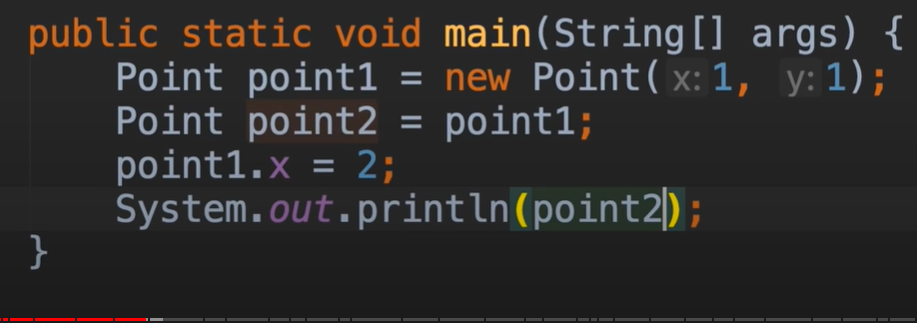 public static void main(String[] args) {
Point point1 = new Point( x: 1, y: 1);
Point point2 = point1;
point1.x = 2;
System.out.println(point2);
}